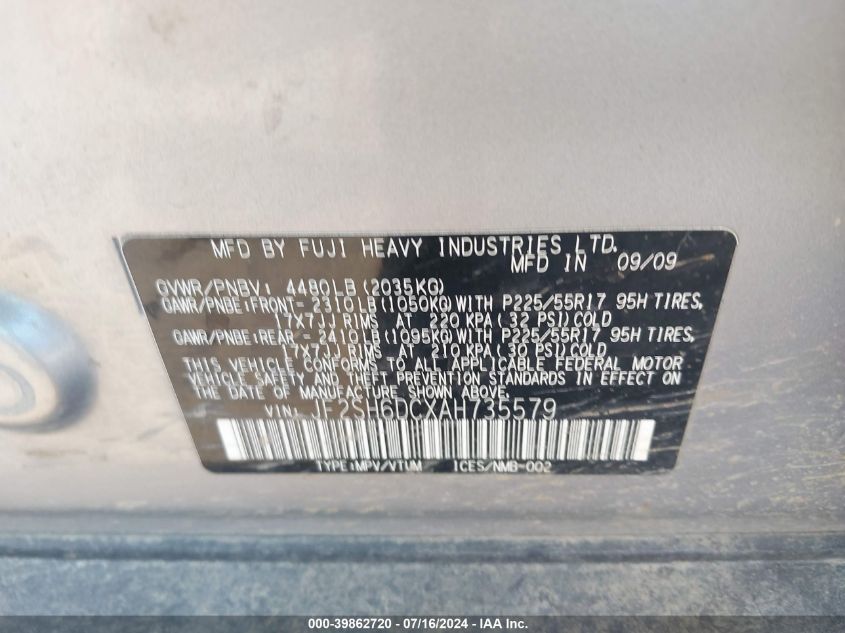 MFD BY FUJI HEAVY INDUSTRIES LTD.
MFD IN 09/09
GVWR/PNBV: 4480LB(2035KG)
GAWR/PNBE:FRONT- 2310LB(1050KG)WITH P225/55R17 95H TIRES,
17X7JJ RIMS AT 220 KPA(32 PSI)COLD
GAWR/PNBE:REAR - 2410LB(1095KG)WITH P225/55R17 95H TIRES,
17X7JJ RIMS AT 210 KPA(30 PSI)COLD
THIS VEHICLE CONFORMS TO ALL APPLICABLE FEDERAL MOTOR
VEHICLE SAFETY AND THEFT PREVENTION STANDARDS IN EFFECT ON
THE DATE OF MANUFACTURE SHOWN ABOVE.
VIN: JF2SH6DCXAH735579
TYPE:MPV/VTUM ICES/NMB-002
000-39862720 - 07/16/2024 - IAA Inc.